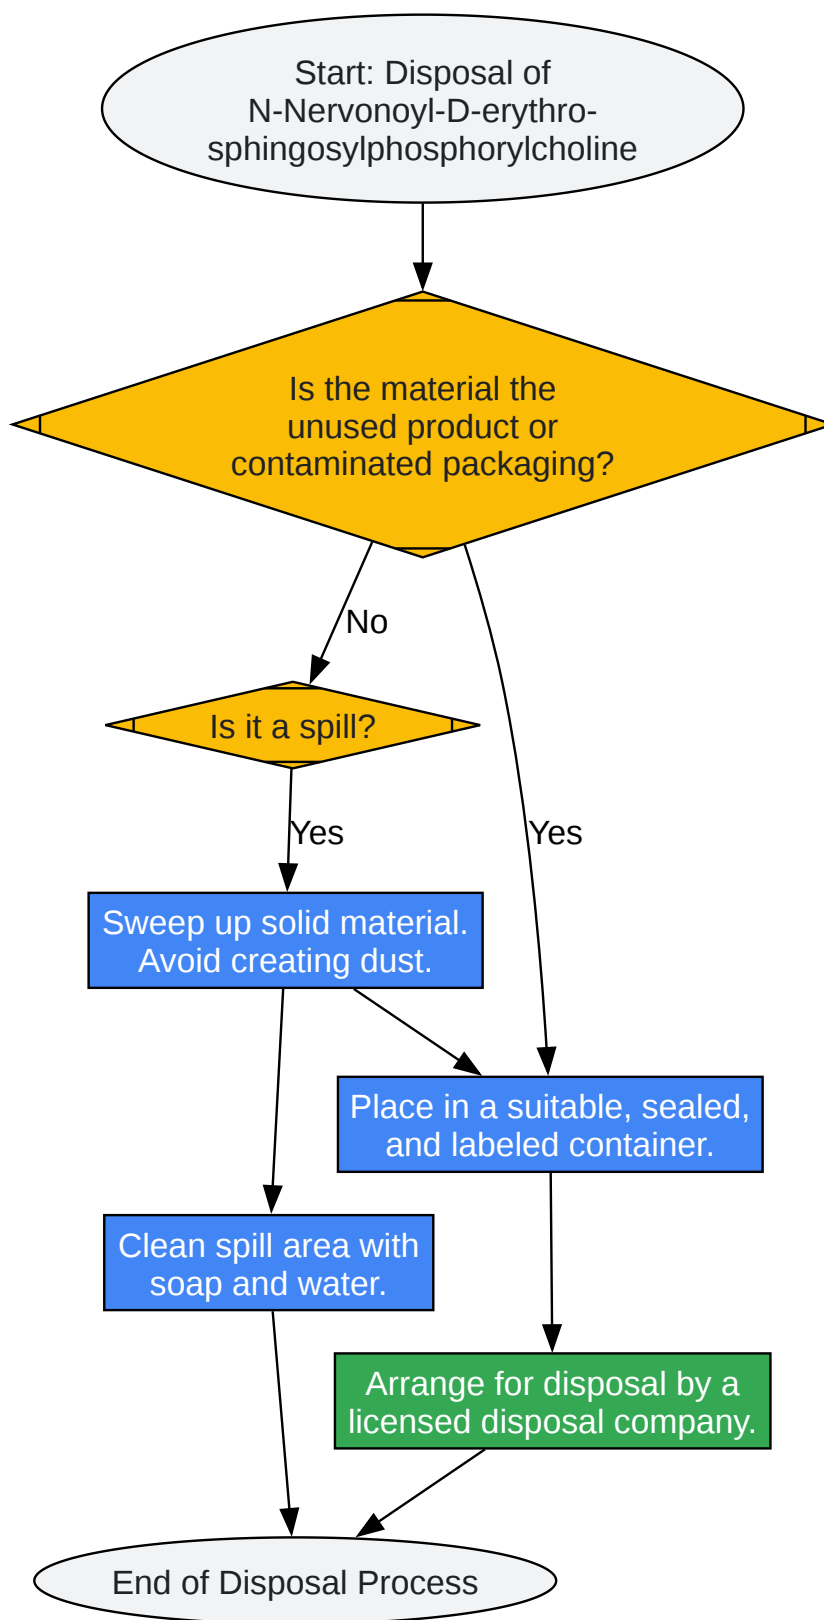 Start: Disposal of
N-Nervonoyl-D-erythro-
sphingosylphosphorylcholine
Is the material the
unused product or
contaminated packaging?
No
Is it a spill?
Yes
Yes
Sweep up solid material.
Avoid creating dust.
Place in a suitable, sealed,
and labeled container.
Clean spill area with
soap and water.
Arrange for disposal by a
licensed disposal company.
End of Disposal Process